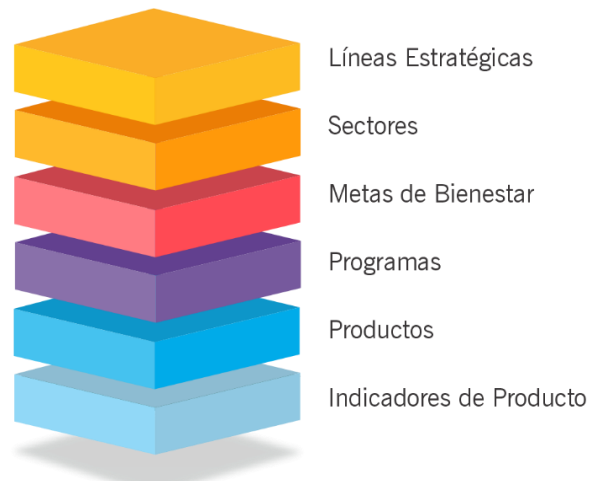 Líneas Estratégicas
Sectores
Metas de Bienestar
Programas
Productos
Indicadores de Producto